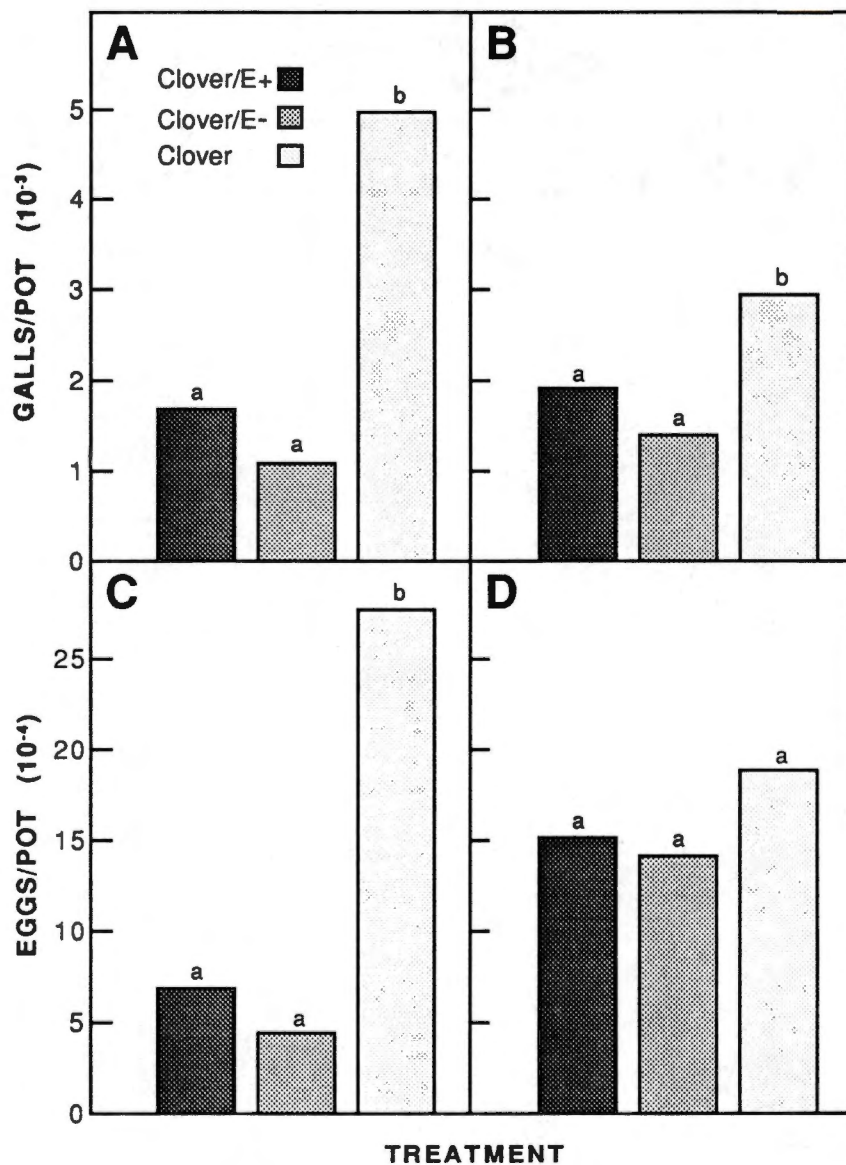 A
B
Clover/E+
Clover/E-
Clover
b
a
a
b
a
a
5
4
3
2
1
0
GALLS/POT (10⁻³)
C
D
b
a
a
a
a
a
25
20
15
10
5
0
EGGS/POT (10⁻⁴)
TREATMENT